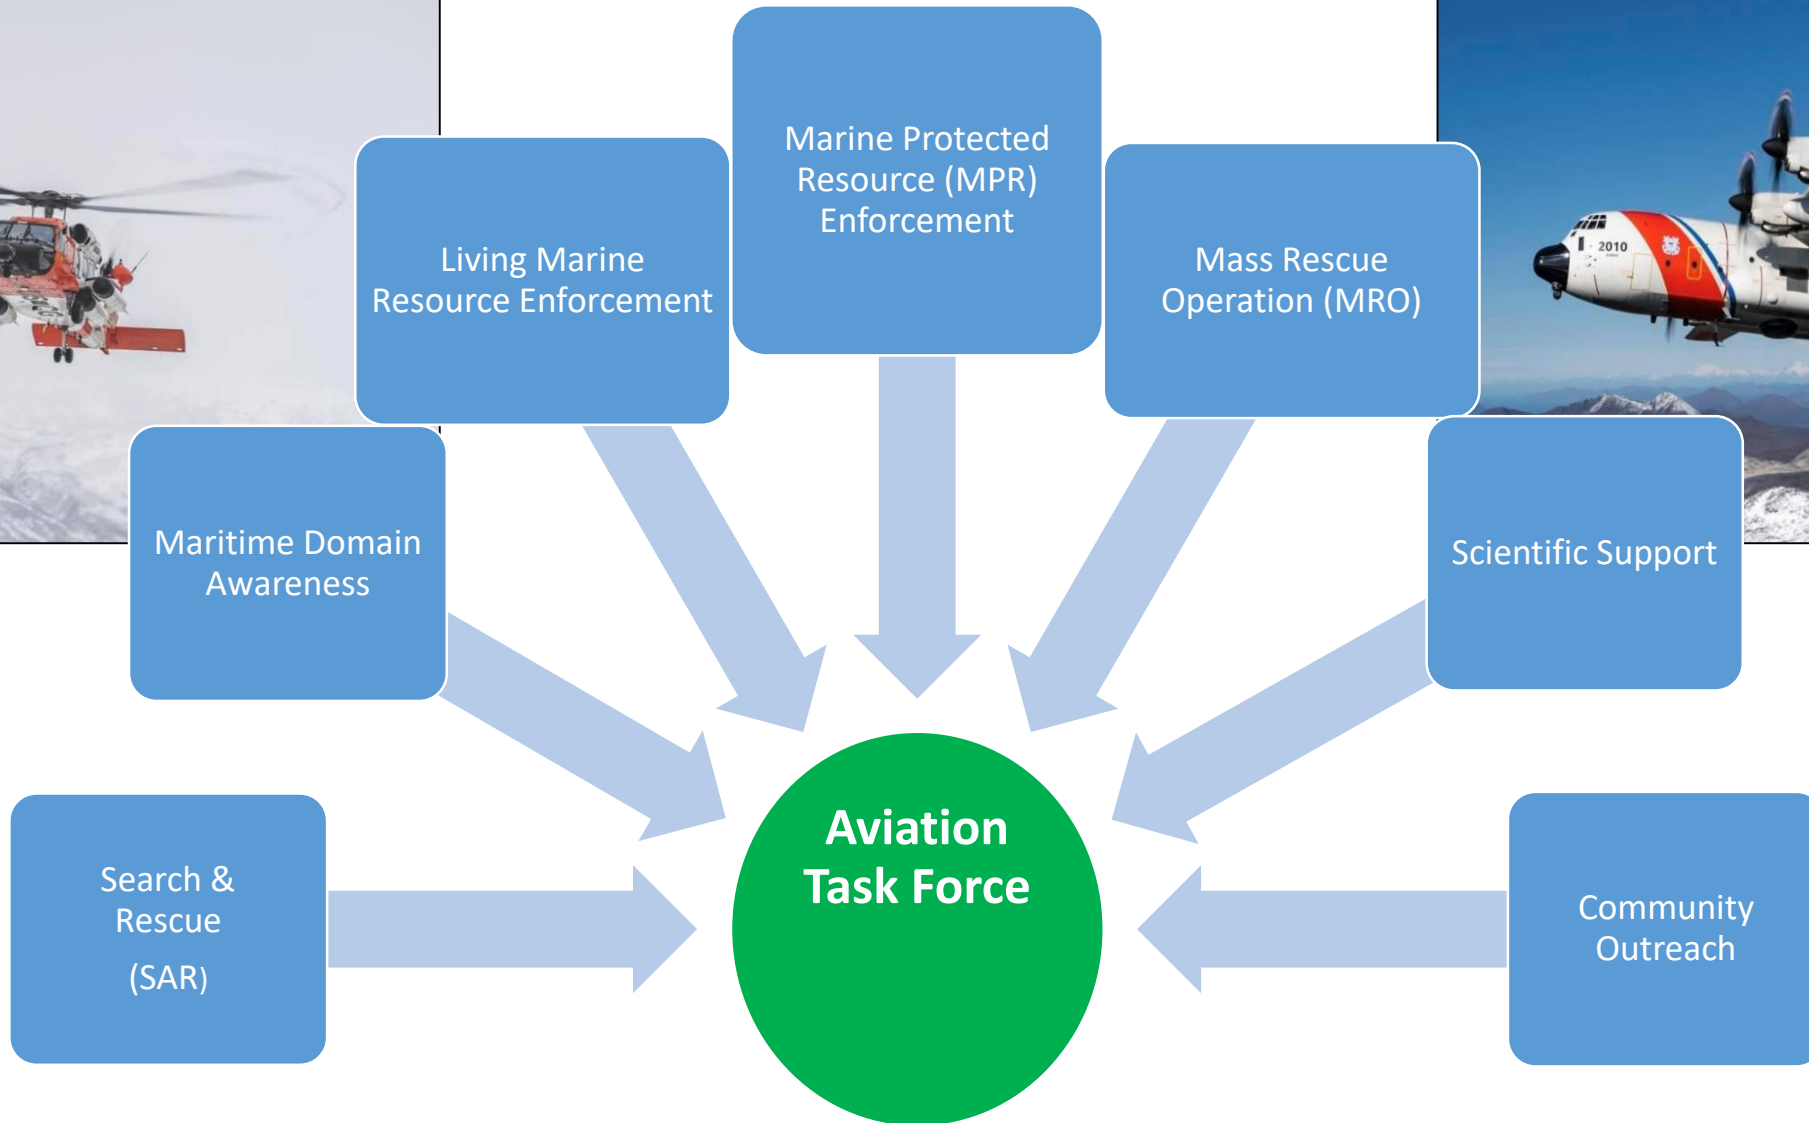 Marine Protected
Resource (MPR)
Enforcement
Living Marine
Resource Enforcement
Mass Rescue
Operation (MRO)
2010
Maritime Domain
Awareness
Scientific Support
Aviation
Task Force
Search &
Rescue
(SAR)
Community
Outreach